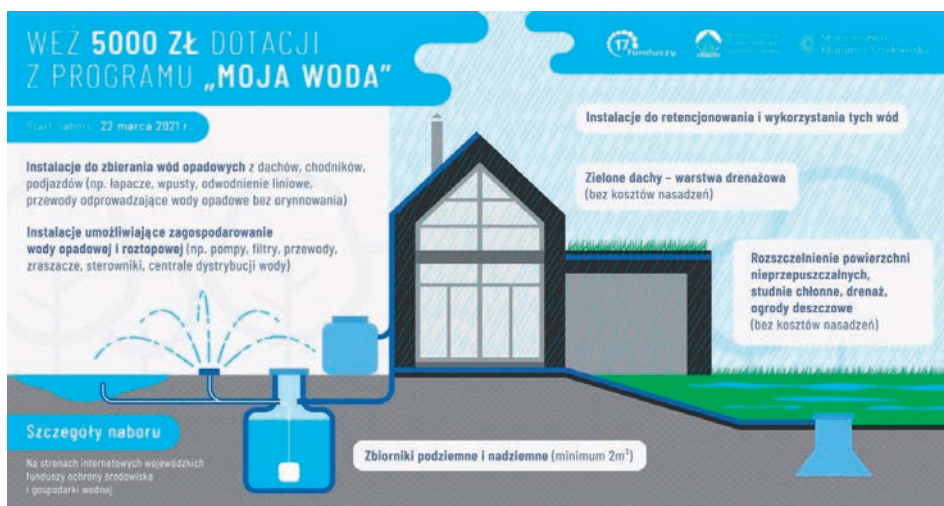 WEŹ 5000 ZŁ DOTACJI
Z PROGRAMU „MOJA WODA”
Start naboru: 22 marca 2021 r.
Instalacje do zbierania wód opadowych z dachów, chodników,
podjazdów (np. łapacze, wpusty, odwodnienie liniowe,
przewody odprowadzające wody opadowe bez orynnowania)
Instalacje umożliwiające zagospodarowanie
wody opadowej i roztopowej (np. pompy, filtry, przewody,
zraszacze, sterowniki, centrale dystrybucji wody)
Szczegóły naboru
Na stronach internetowych wojewódzkich
funduszy ochrony środowiska
i gospodarki wodnej
17 funduszy
Ministerstwo
Klimatu i Środowiska
Instalacje do retencjonowania i wykorzystania tych wód
Zielone dachy – warstwa drenażowa
(bez kosztów nasadzeń)
Rozszczelnienie powierzchni
nieprzepuszczalnych,
studnie chłonne, drenaż,
ogrody deszczowe
(bez kosztów nasadzeń)
Zbiorniki podziemne i nadziemne (minimum 2m³)